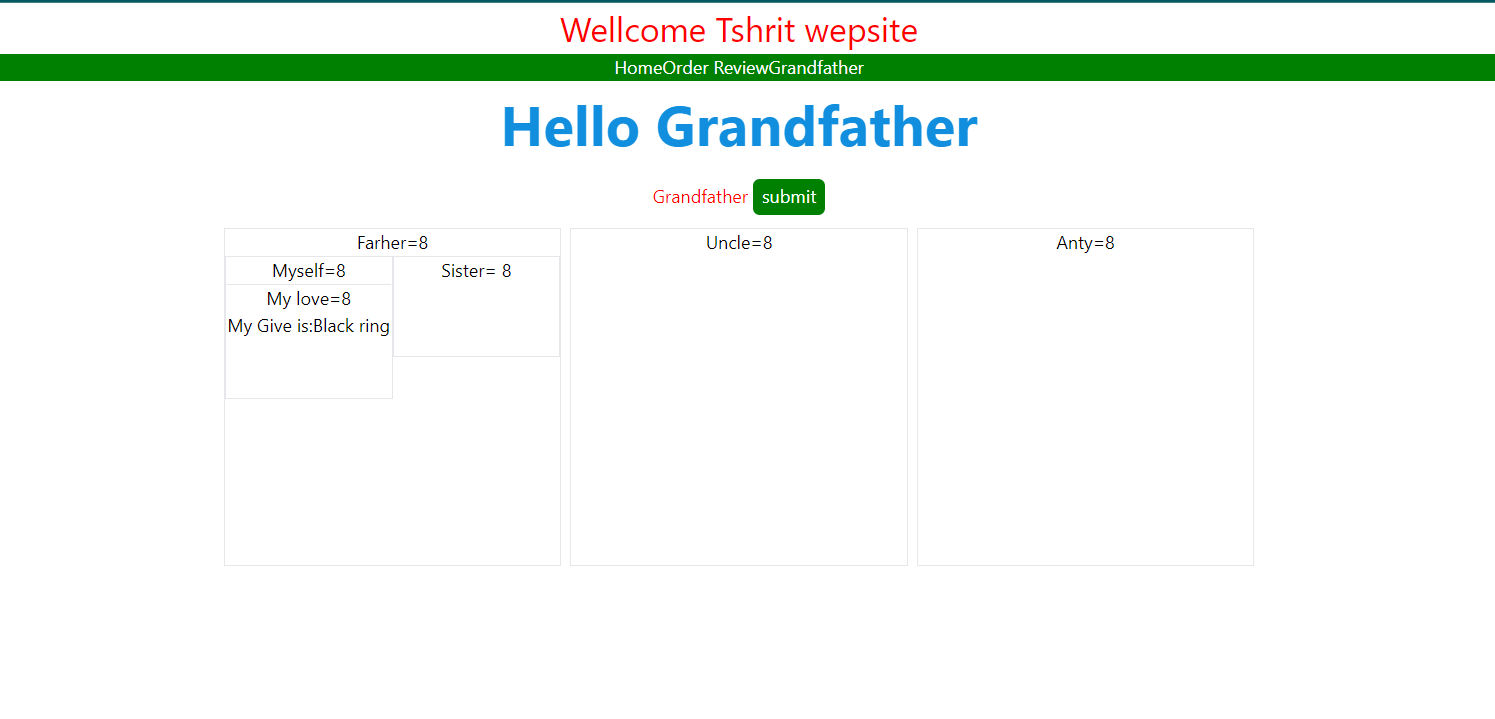 Wellcome Tshrit wepsite
HomeOrder ReviewGrandfather
Hello Grandfather
Grandfather submit
Farher=8
Myself=8
My love=8
My Give is:Black ring
Sister= 8
Uncle=8
Anty=8